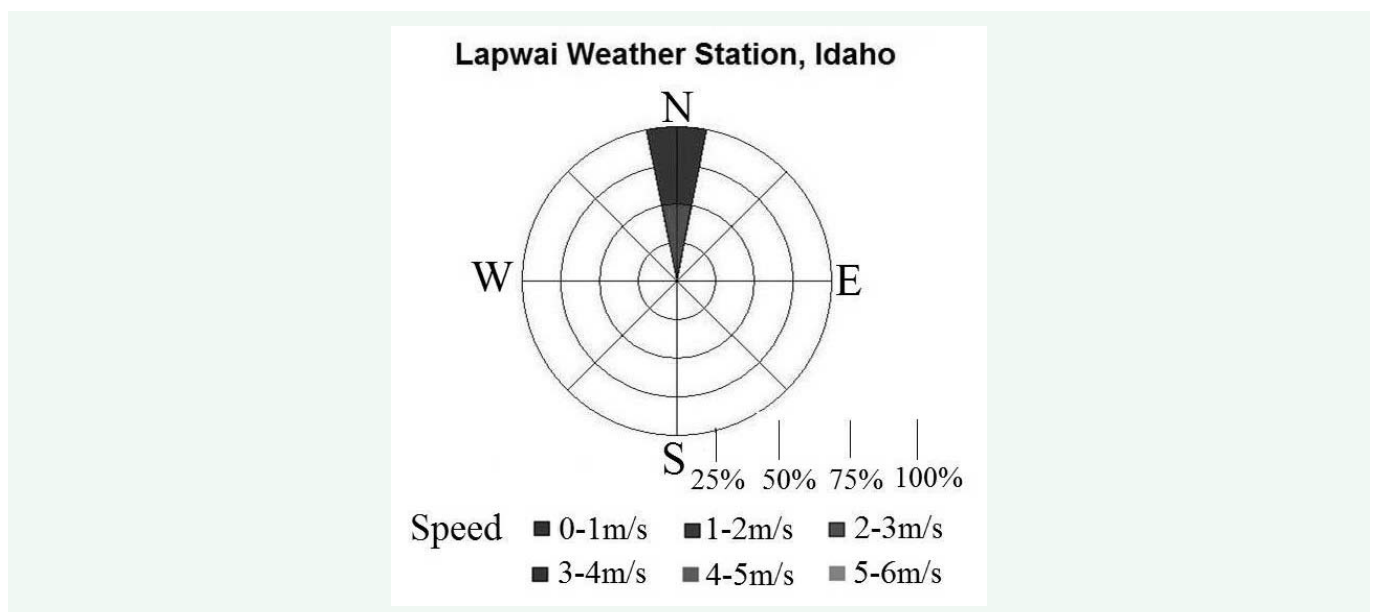 Lapwai Weather Station, Idaho
N
W
E
S
25% 50% 75% 100%
Speed 0-1m/s 1-2m/s 2-3m/s
3-4m/s 4-5m/s 5-6m/s